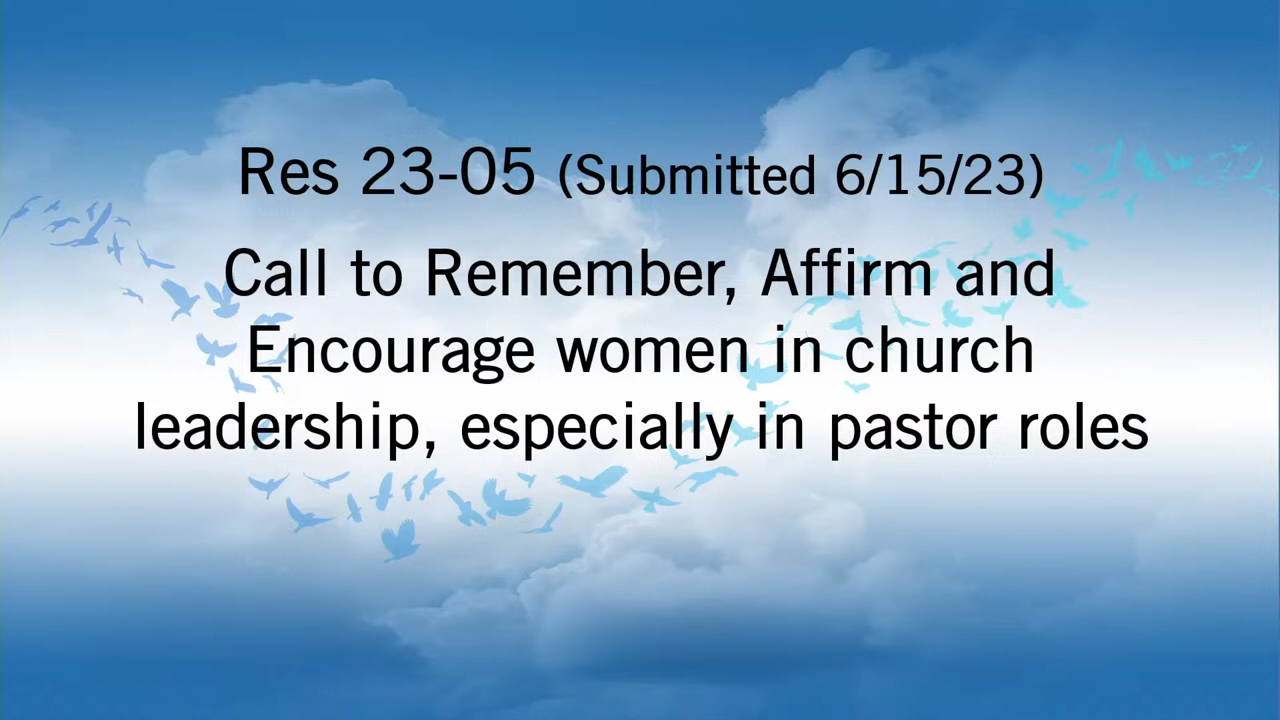 Res 23-05 (Submitted 6/15/23)
Call to Remember, Affirm and
Encourage women in church
leadership, especially in pastor roles